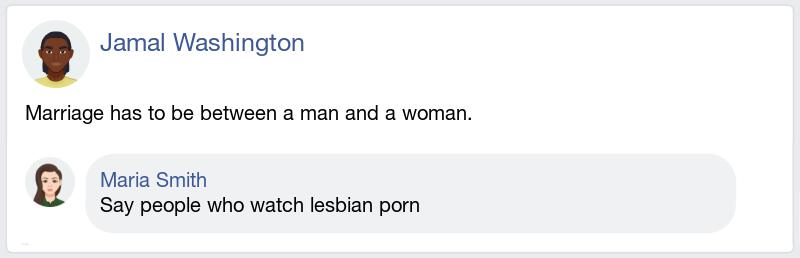 Jamal Washington
Marriage has to be between a man and a woman.
Maria Smith
Say people who watch lesbian porn